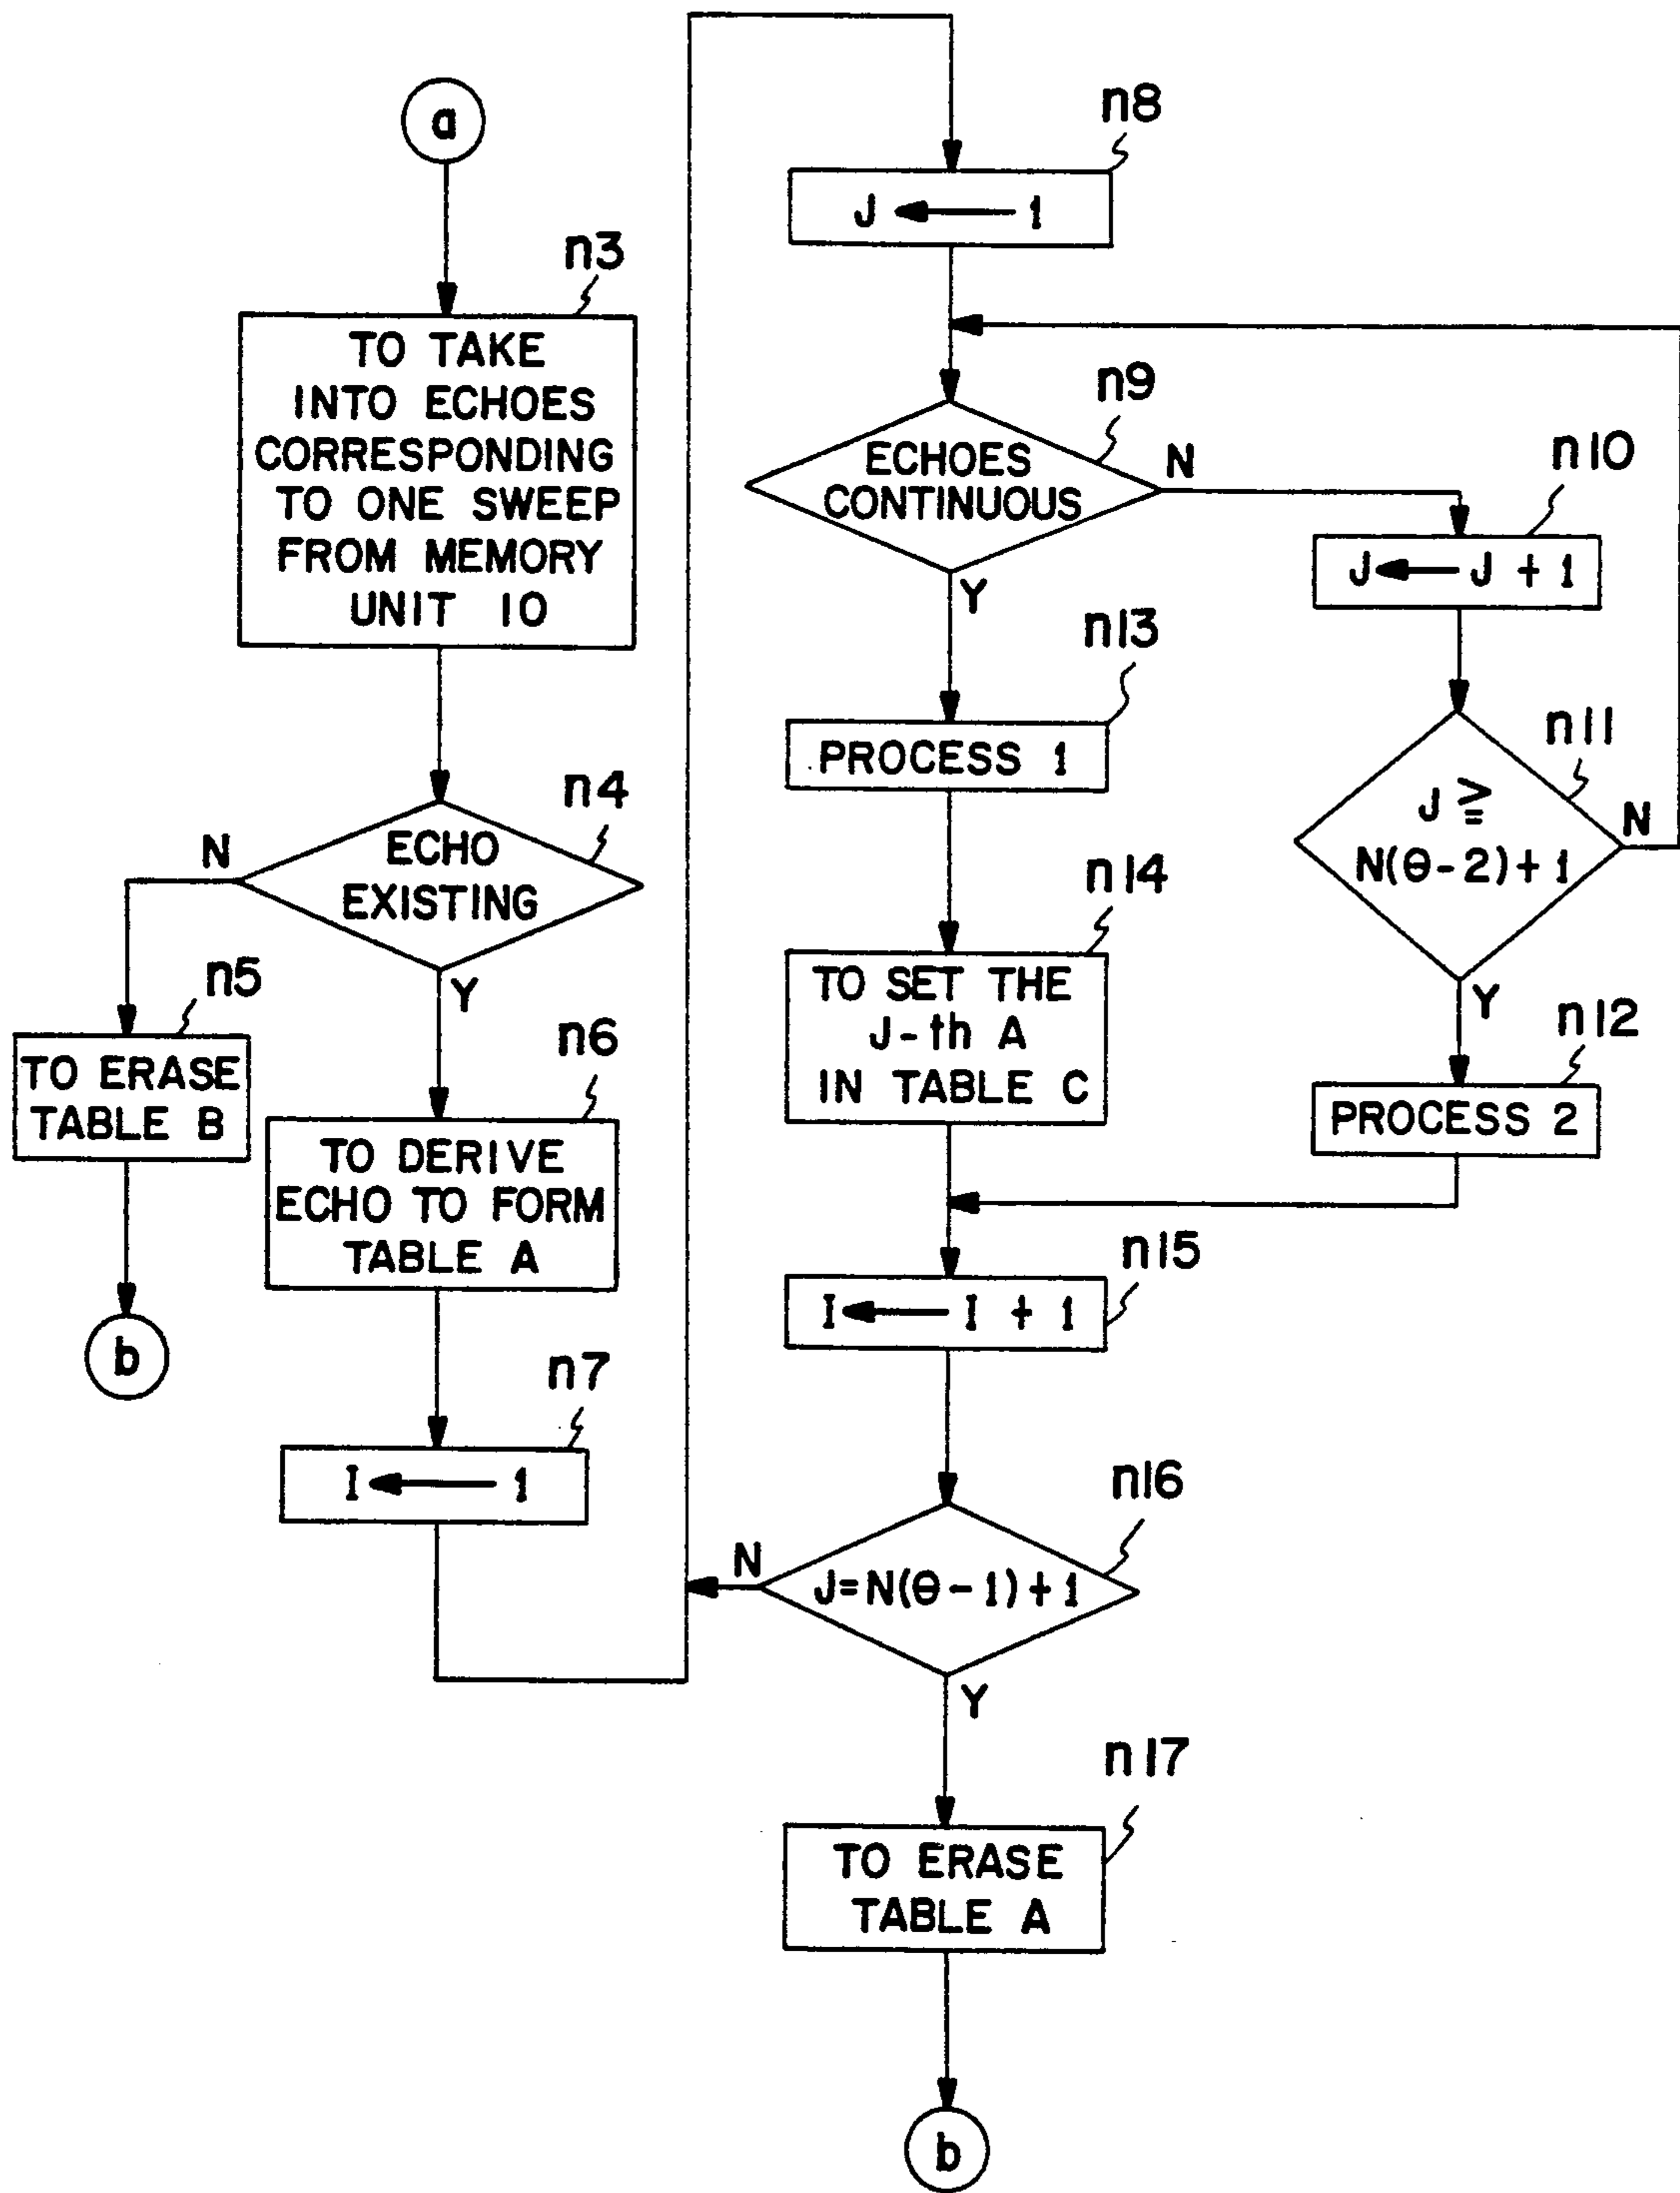 a
n3
TO TAKE
INTO ECHOES
CORRESPONDING
TO ONE SWEEP
FROM MEMORY
UNIT 10
n4
N
ECHO
EXISTING
Y
n5
TO ERASE
TABLE B
b
n6
TO DERIVE
ECHO TO FORM
TABLE A
n7
I ← 1
n8
J ← 1
n9
ECHOES
CONTINUOUS
N
Y
n10
J ← J + 1
n11
J ≧
N(θ-2)+1
N
Y
n12
PROCESS 2
n13
PROCESS 1
n14
TO SET THE
J-th A
IN TABLE C
n15
I ← I + 1
n16
N
J=N(θ-1)+1
Y
n17
TO ERASE
TABLE A
b